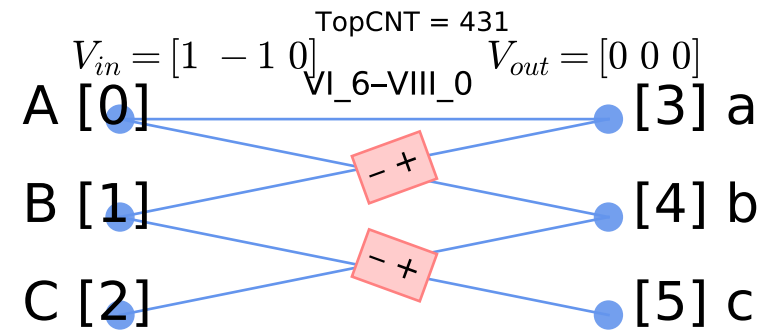 TopCNT = 431
V_in = [1 −1 0] V_out = [0 0 0]
VI_6–VIII_0
A [0] [3] a
− +
B [1] [4] b
− +
C [2] [5] c